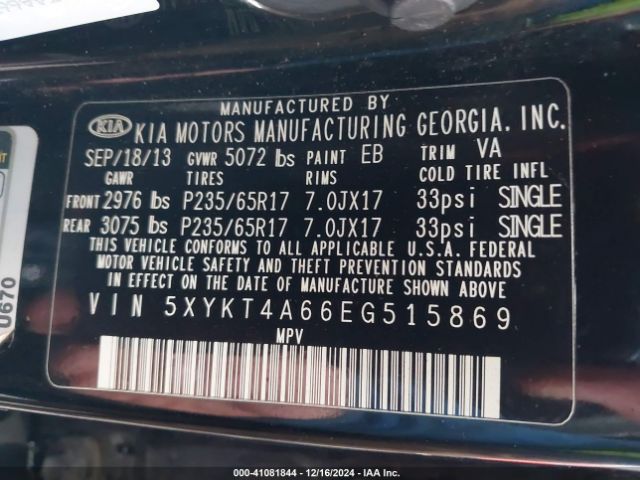 MANUFACTURED BY
KIA KIA MOTORS MANUFACTURING GEORGIA, INC.
SEP/18/13 GVWR 5072 lbs PAINT EB TRIM VA
GAWR TIRES RIMS COLD TIRE INFL
FRONT 2976 lbs P235/65R17 7.0JX17 33psi SINGLE
REAR 3075 lbs P235/65R17 7.0JX17 33psi SINGLE
THIS VEHICLE CONFORMS TO ALL APPLICABLE U.S.A. FEDERAL
MOTOR VEHICLE SAFETY AND THEFT PREVENTION STANDARDS
IN EFFECT ON THE DATE OF MANUFACTURE SHOWN ABOVE.
VIN 5XYKT4A66EG515869
MPV
0670
000-41081844 - 12/16/2024 - IAA Inc.